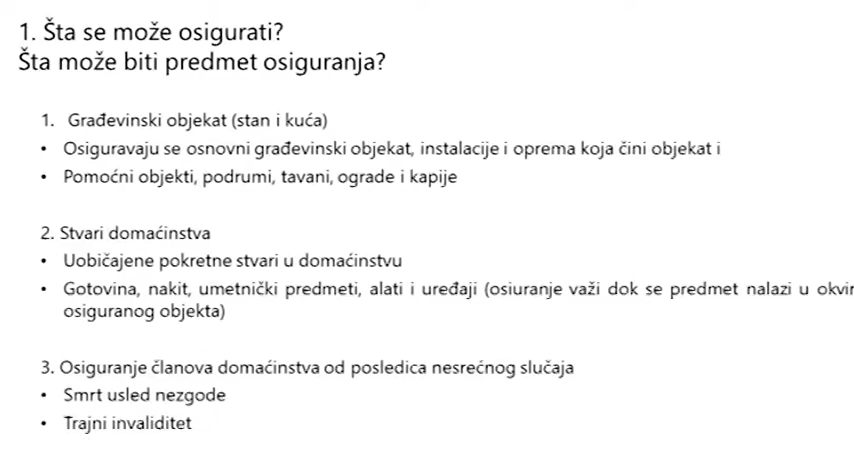 1. Šta se može osigurati?
Šta može biti predmet osiguranja?
1. Građevinski objekat (stan i kuća)
• Osiguravaju se osnovni građevinski objekat, instalacije i oprema koja čini objekat i
• Pomoćni objekti, podrumi, tavani, ograde i kapije
2. Stvari domaćinstva
• Uobičajene pokretne stvari u domaćinstvu
• Gotovina, nakit, umetnički predmeti, alati i uređaji (osiuranje važi dok se predmet nalazi u okvir
osiguranog objekta)
3. Osiguranje članova domaćinstva od posledica nesrećnog slučaja
• Smrt usled nezgode
• Trajni invaliditet